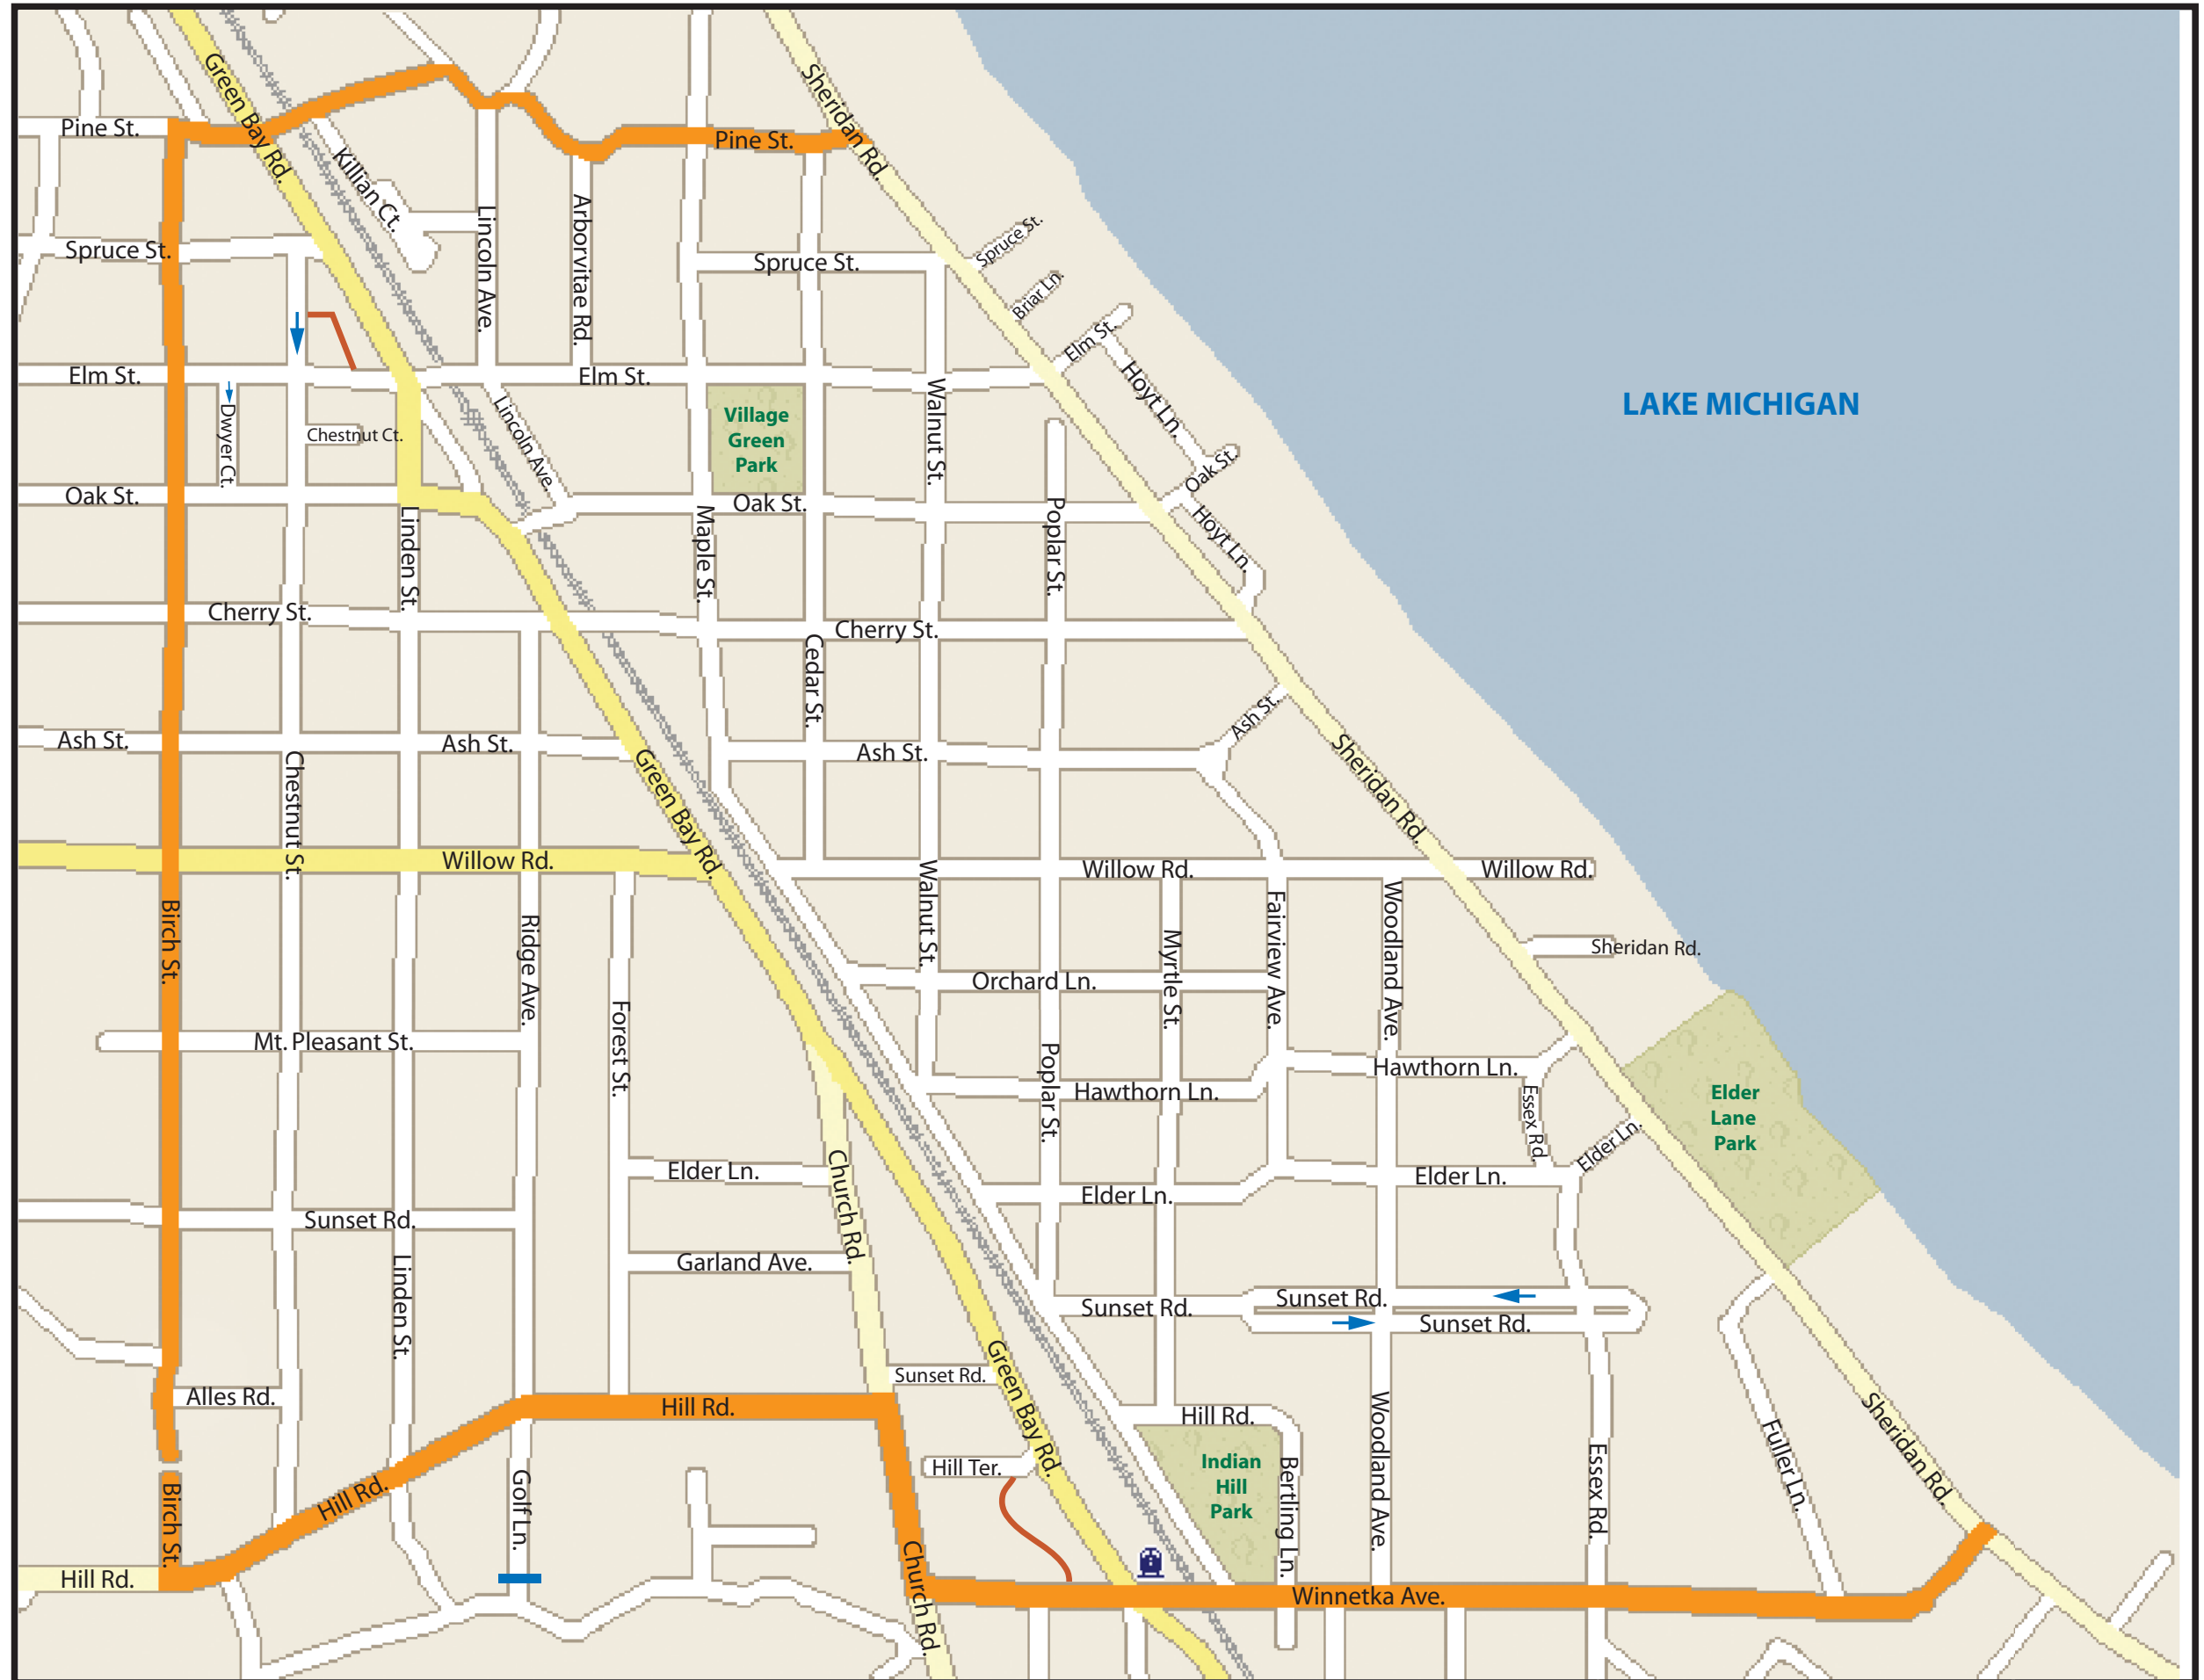 Green Bay Rd.
Sheridan Rd.
Pine St.
Pine St.
Killian Ct.
Lincoln Ave.
Arborvitae Rd.
Spruce St.
Spruce St.
Spruce St.
Briar Ln.
Elm St.
Elm St.
Elm St.
Hoyt Ln.
LAKE MICHIGAN
Dwyer Ct.
Chestnut Ct.
Lincoln Ave.
Village
Green
Park
Walnut St.
Oak St.
Oak St.
Oak St.
Hoyt Ln.
Linden St.
Maple St.
Poplar St.
Cherry St.
Cherry St.
Cedar St.
Ash St.
Ash St.
Ash St.
Ash St.
Chestnut St.
Green Bay Rd.
Sheridan Rd.
Willow Rd.
Willow Rd.
Willow Rd.
Birch St.
Ridge Ave.
Walnut St.
Myrtle St.
Fairview Ave.
Woodland Ave.
Sheridan Rd.
Orchard Ln.
Forest St.
Mt. Pleasant St.
Poplar St.
Hawthorn Ln.
Hawthorn Ln.
Essex Rd
Elder
Lane
Park
Elder Ln.
Elder Ln.
Church Rd.
Elder Ln.
Elder Ln.
Sunset Rd.
Linden St.
Garland Ave.
Sunset Rd.
Sunset Rd.
Sunset Rd.
Green Bay Rd.
Sunset Rd.
Alles Rd.
Hill Rd.
Hill Rd.
Woodland Ave.
Essex Rd.
Fuller Ln.
Sheridan Rd.
Hill Rd.
Golf Ln.
Hill Ter.
Indian
Hill
Park
Bertling Ln.
Birch St.
Hill Rd.
Church Rd.
Winnetka Ave.